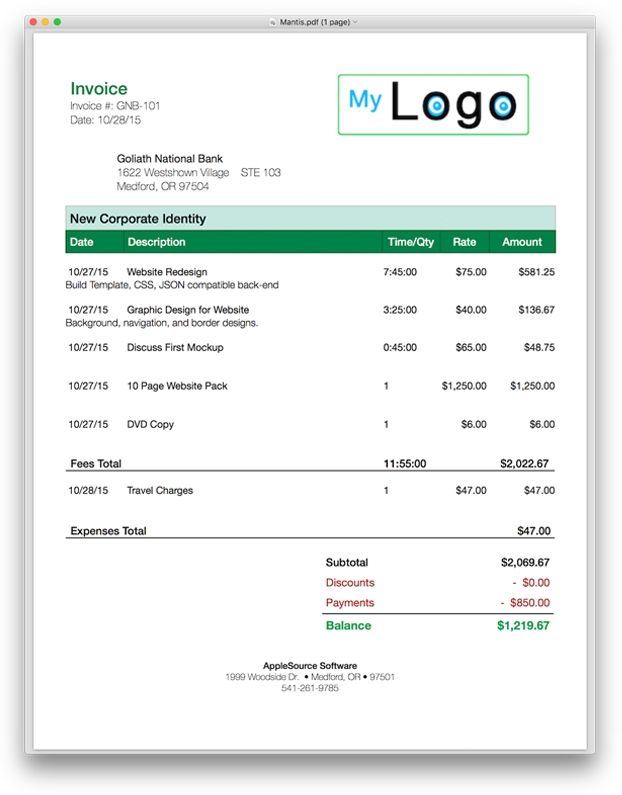 Mantis.pdf (1 page)
Invoice
Invoice #: GNB-101
Date: 10/28/15
My Logo
Goliath National Bank
1622 Westshown Village STE 103
Medford, OR 97504
New Corporate Identity
Date Description Time/Qty Rate Amount
10/27/15 Website Redesign 7:45:00 $75.00 $581.25
Build Template, CSS, JSON compatible back-end
10/27/15 Graphic Design for Website 3:25:00 $40.00 $136.67
Background, navigation, and border designs.
10/27/15 Discuss First Mockup 0:45:00 $65.00 $48.75
10/27/15 10 Page Website Pack 1 $1,250.00 $1,250.00
10/27/15 DVD Copy 1 $6.00 $6.00
Fees Total 11:55:00 $2,022.67
10/28/15 Travel Charges 1 $47.00 $47.00
Expenses Total $47.00
Subtotal $2,069.67
Discounts - $0.00
Payments - $850.00
Balance $1,219.67
AppleSource Software
1999 Woodside Dr. • Medford, OR • 97501
541-261-9785